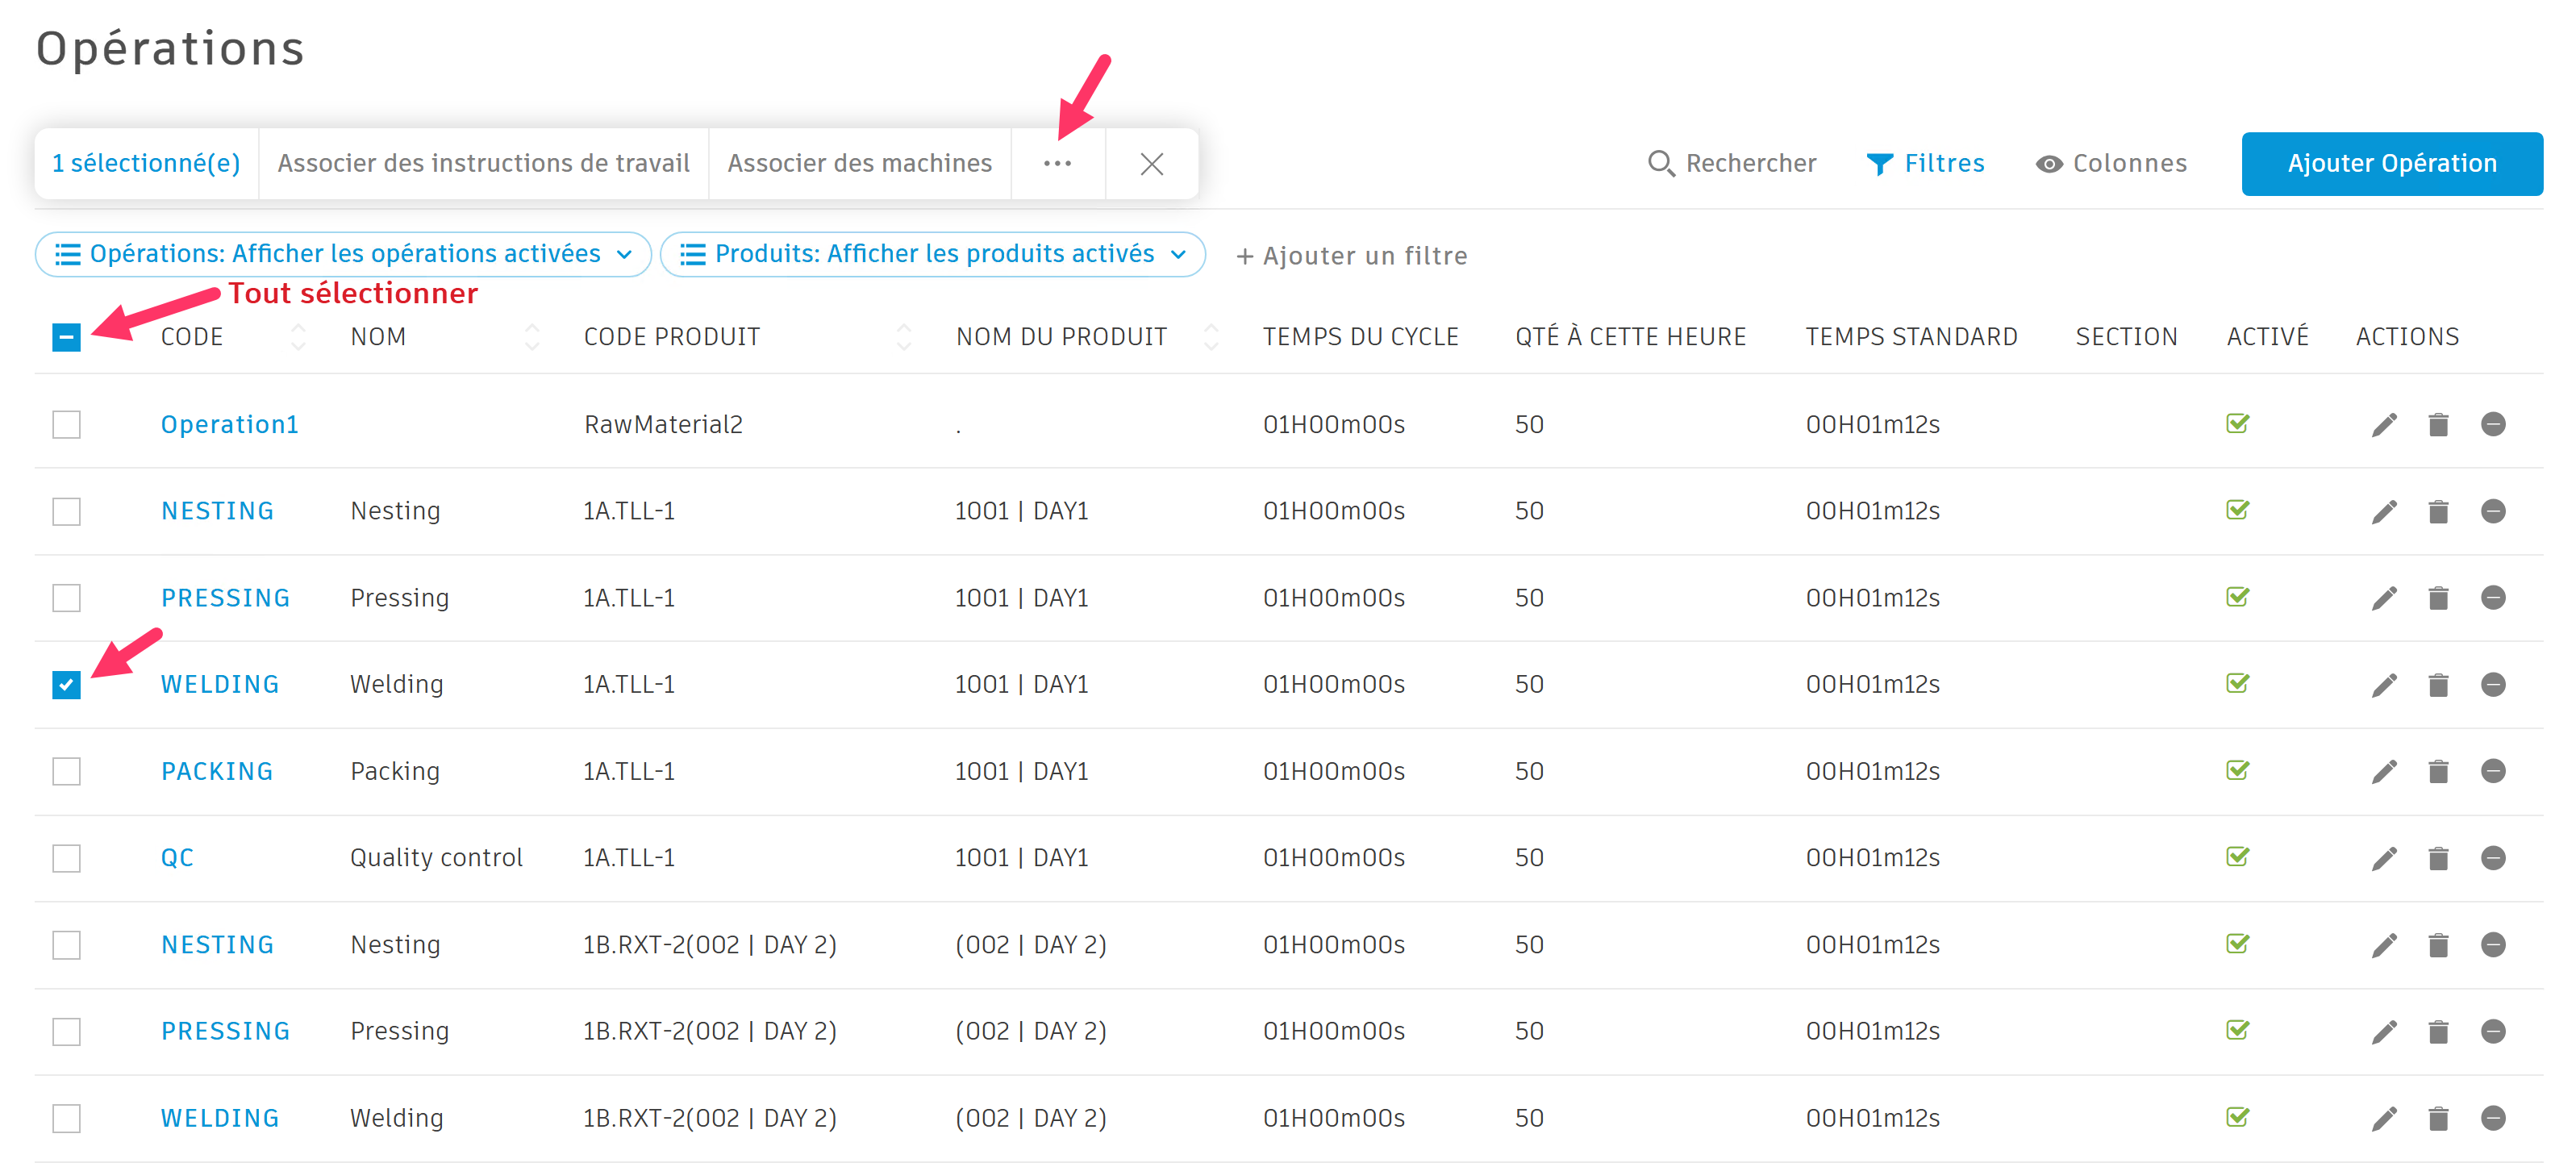 Opérations
1 sélectionné(e) Associer des instructions de travail Associer des machines ... Rechercher Filtres Colonnes Ajouter Opération
Opérations: Afficher les opérations activées Produits: Afficher les produits activés + Ajouter un filtre
Tout sélectionner
CODE NOM CODE PRODUIT NOM DU PRODUIT TEMPS DU CYCLE QTÉ À CETTE HEURE TEMPS STANDARD SECTION ACTIVÉ ACTIONS
Operation1 RawMaterial2 . 01H00m00s 50 00H01m12s
NESTING Nesting 1A.TLL-1 1001 | DAY1 01H00m00s 50 00H01m12s
PRESSING Pressing 1A.TLL-1 1001 | DAY1 01H00m00s 50 00H01m12s
WELDING Welding 1A.TLL-1 1001 | DAY1 01H00m00s 50 00H01m12s
PACKING Packing 1A.TLL-1 1001 | DAY1 01H00m00s 50 00H01m12s
QC Quality control 1A.TLL-1 1001 | DAY1 01H00m00s 50 00H01m12s
NESTING Nesting 1B.RXT-2(002 | DAY 2) (002 | DAY 2) 01H00m00s 50 00H01m12s
PRESSING Pressing 1B.RXT-2(002 | DAY 2) (002 | DAY 2) 01H00m00s 50 00H01m12s
WELDING Welding 1B.RXT-2(002 | DAY 2) (002 | DAY 2) 01H00m00s 50 00H01m12s